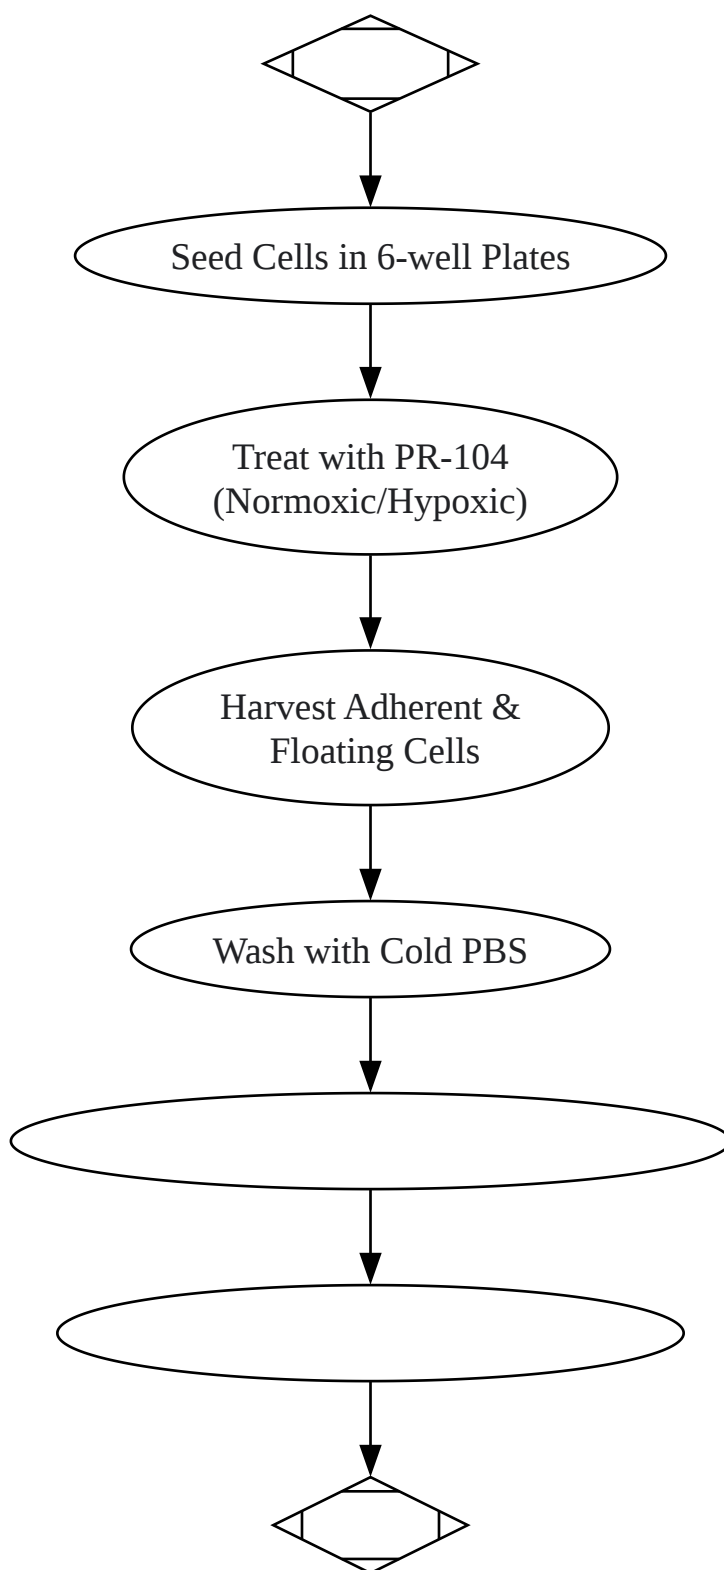 Seed Cells in 6-well Plates
Treat with PR-104
(Normoxic/Hypoxic)
Harvest Adherent &
Floating Cells
Wash with Cold PBS